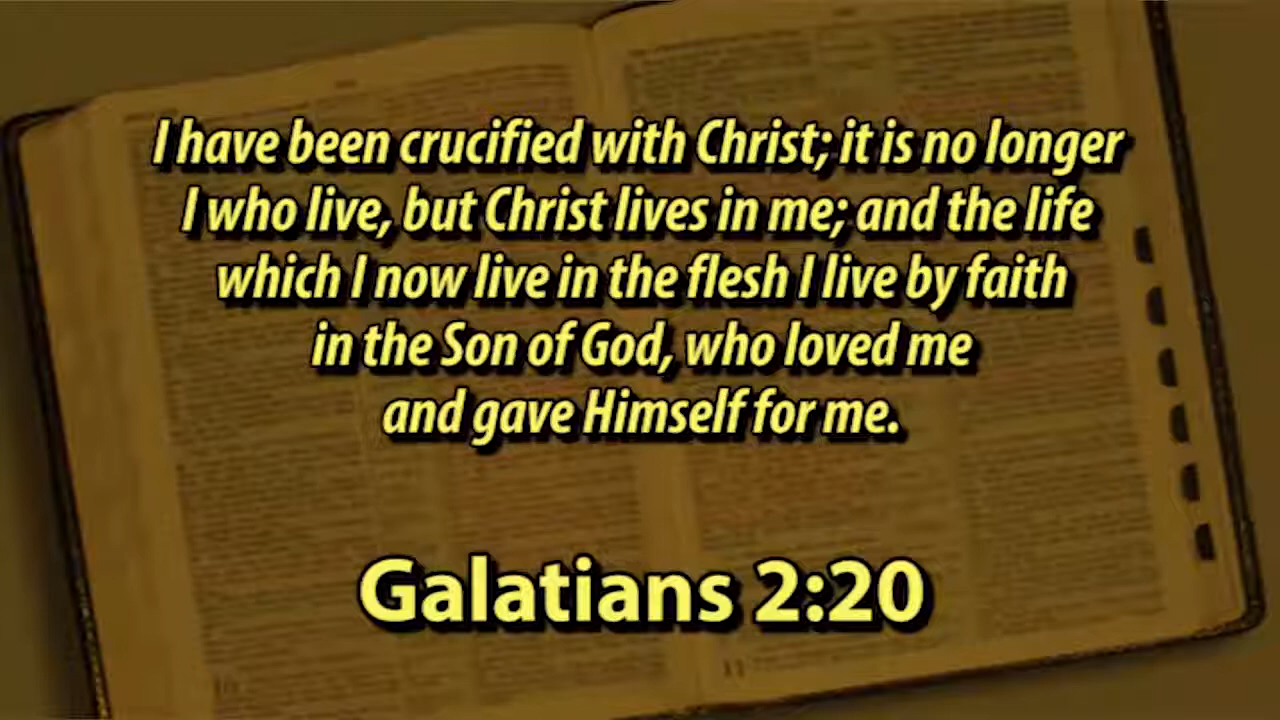 I have been crucified with Christ; it is no longer
I who live, but Christ lives in me; and the life
which I now live in the flesh I live by faith
in the Son of God, who loved me
and gave Himself for me.
Galatians 2:20